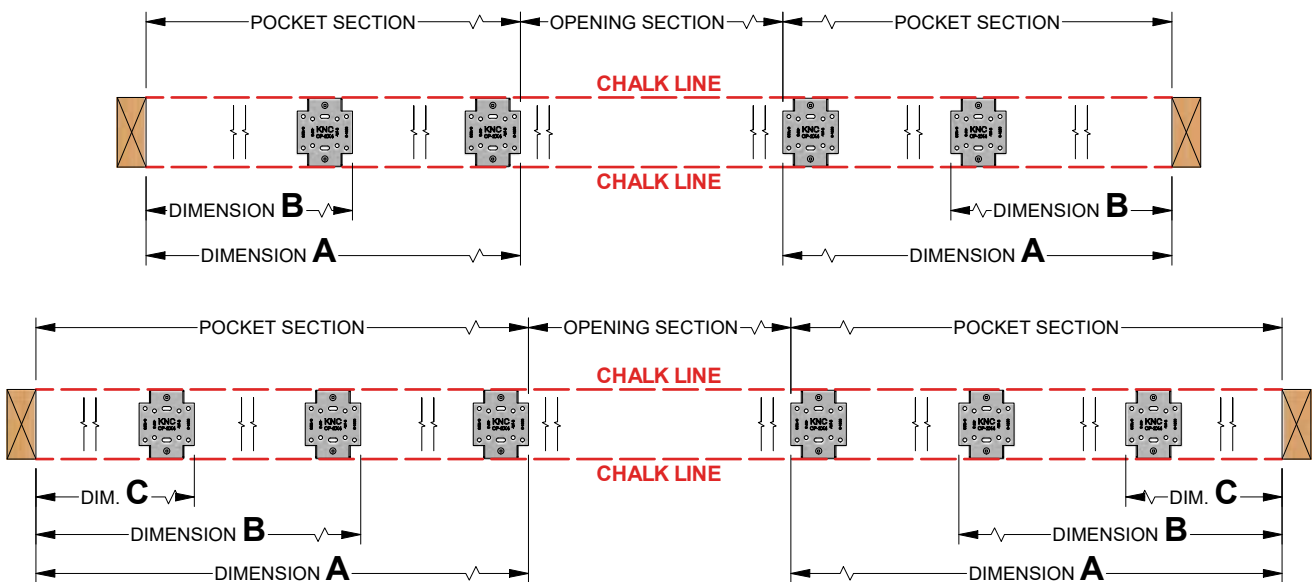 POCKET SECTION OPENING SECTION POCKET SECTION
CHALK LINE
KNC KNC KNC KNC
CHALK LINE
DIMENSION B DIMENSION B
DIMENSION A DIMENSION A
POCKET SECTION OPENING SECTION POCKET SECTION
CHALK LINE
KNC KNC KNC KNC KNC KNC
CHALK LINE
DIM. C DIM. C
DIMENSION B DIMENSION B
DIMENSION A DIMENSION A